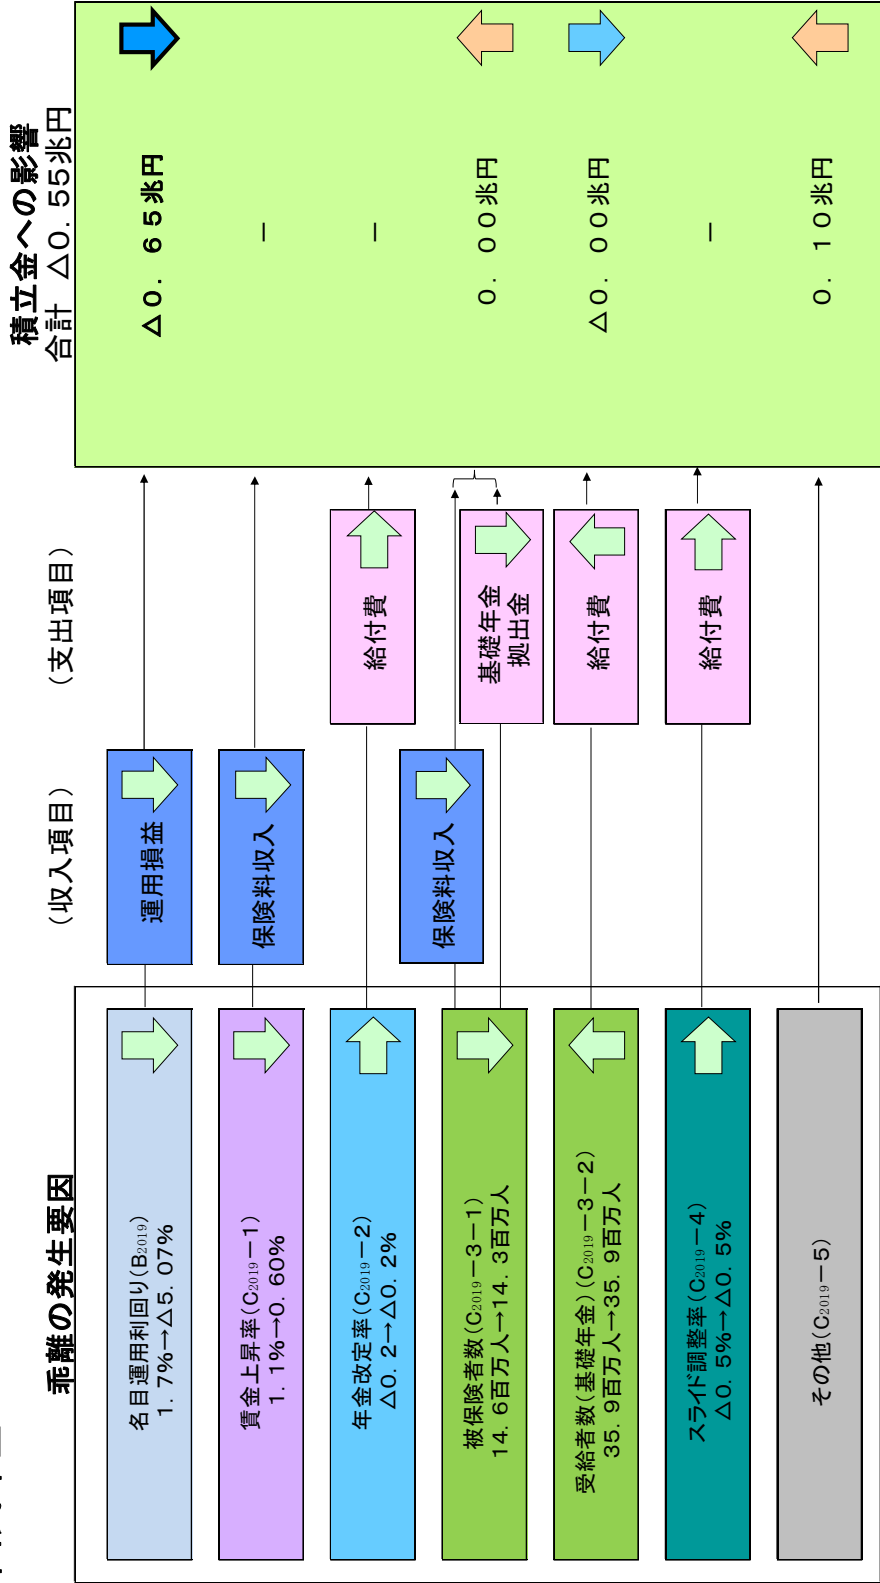 乖離の発生要因
(収入項目)
(支出項目)
積立金への影響
合計 △0.55兆円
名目運用利回り(B2019)
1.7%→△5.07%
運用損益
△0.65兆円
賃金上昇率(C2019-1)
1.1%→0.60%
保険料収入
－
年金改定率(C2019-2)
△0.2→△0.2%
給付費
－
被保険者数(C2019-3-1)
14.6百万人→14.3百万人
保険料収入
基礎年金
拠出金
0.00兆円
受給者数(基礎年金)(C2019-3-2)
35.9百万人→35.9百万人
給付費
△0.00兆円
スライド調整率(C2019-4)
△0.5%→△0.5%
給付費
－
その他(C2019-5)
0.10兆円